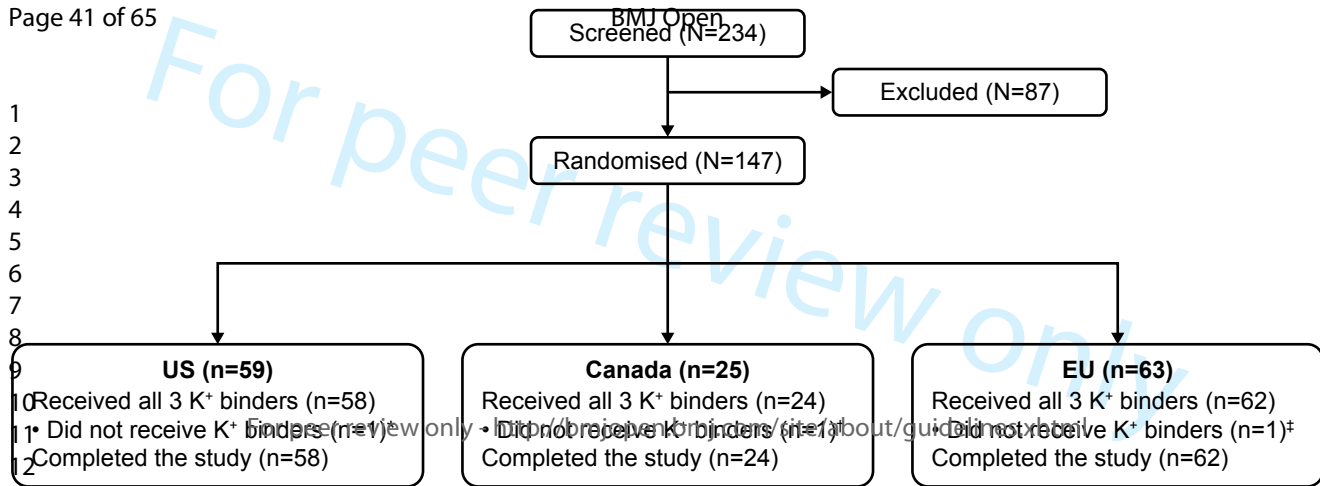 Page 41 of 65
BMJ Open
Screened (N=234)
Excluded (N=87)
Randomised (N=147)
For peer review only
1
2
3
4
5
6
7
8
9
10
11
12
US (n=59)
Received all 3 K⁺ binders (n=58)
• Did not receive K⁺ binders (n=1)*
Completed the study (n=58)
Canada (n=25)
Received all 3 K⁺ binders (n=24)
• Did not receive K⁺ binders (n=1)†
Completed the study (n=24)
EU (n=63)
Received all 3 K⁺ binders (n=62)
• Did not receive K⁺ binders (n=1)‡
Completed the study (n=62)
For peer review only - http://bmjopen.bmj.com/site/about/guidelines.xhtml